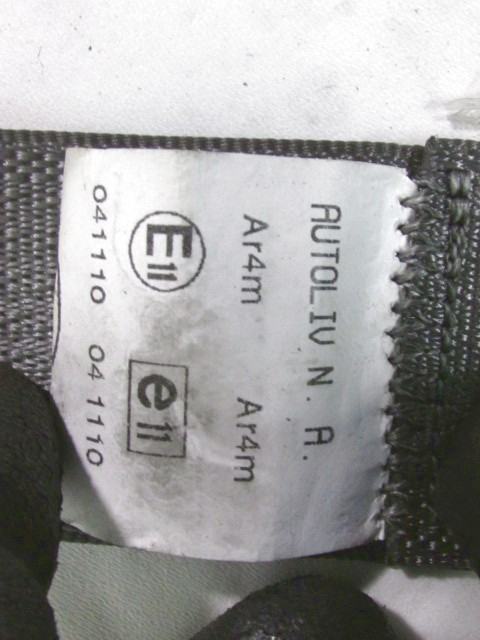 AUTOLIV N. A.
Ar4m Ar4m
E11 e11
041110 04 1110